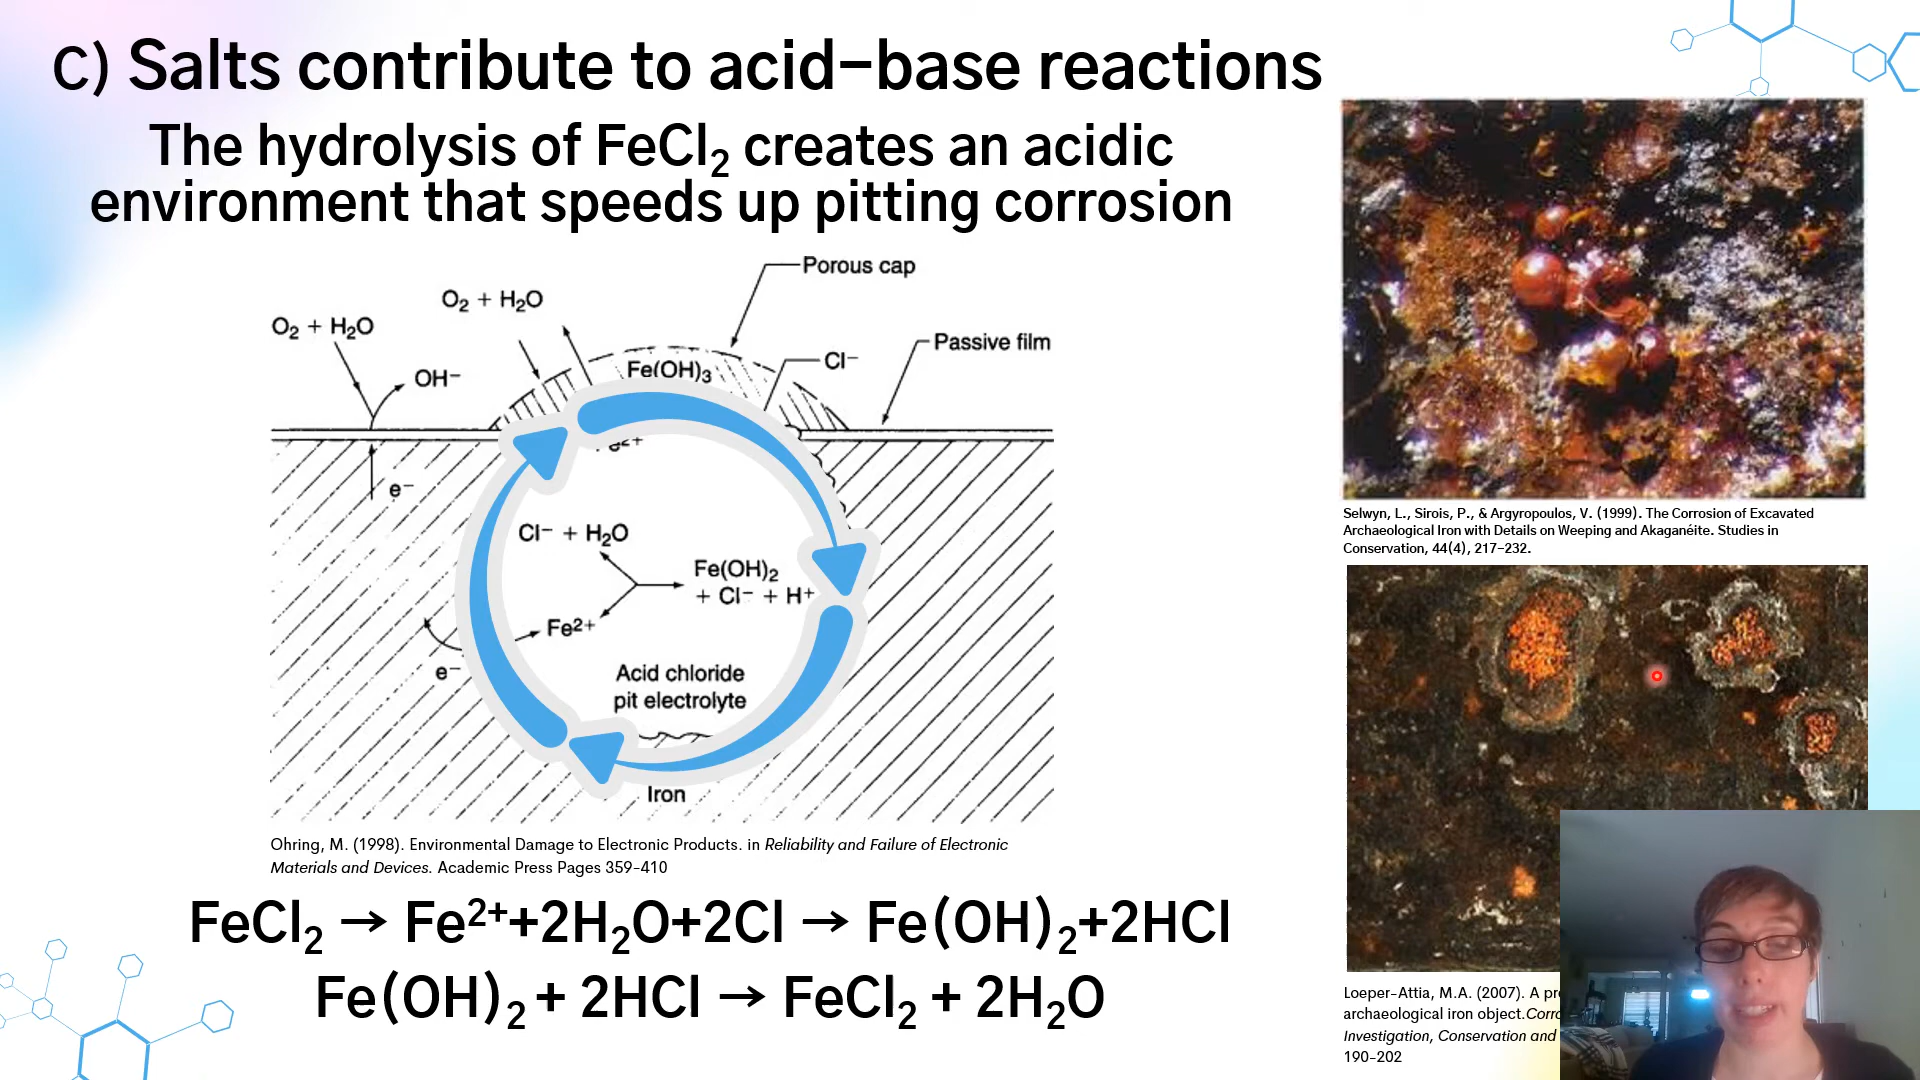 C) Salts contribute to acid-base reactions
The hydrolysis of FeCl₂ creates an acidic
environment that speeds up pitting corrosion
Porous cap
O₂ + H₂O
O₂ + H₂O
Passive film
Cl⁻
Fe(OH)₃
OH⁻
e⁻
Cl⁻ + H₂O
Fe(OH)₂
+ Cl⁻ + H⁺
Fe²⁺
e⁻
Acid chloride
pit electrolyte
Iron
Ohring, M. (1998). Environmental Damage to Electronic Products. in Reliability and Failure of Electronic
Materials and Devices. Academic Press Pages 359-410
FeCl₂ → Fe²⁺+2H₂O+2Cl → Fe(OH)₂+2HCl
Fe(OH)₂ + 2HCl → FeCl₂ + 2H₂O
Selwyn, L., Sirois, P., & Argyropoulos, V. (1999). The Corrosion of Excavated
Archaeological Iron with Details on Weeping and Akaganéite. Studies in
Conservation, 44(4), 217-232.
Loeper-Attia, M.A. (2007). A
archaeological iron object.
Investigation, Conservation and
190-202